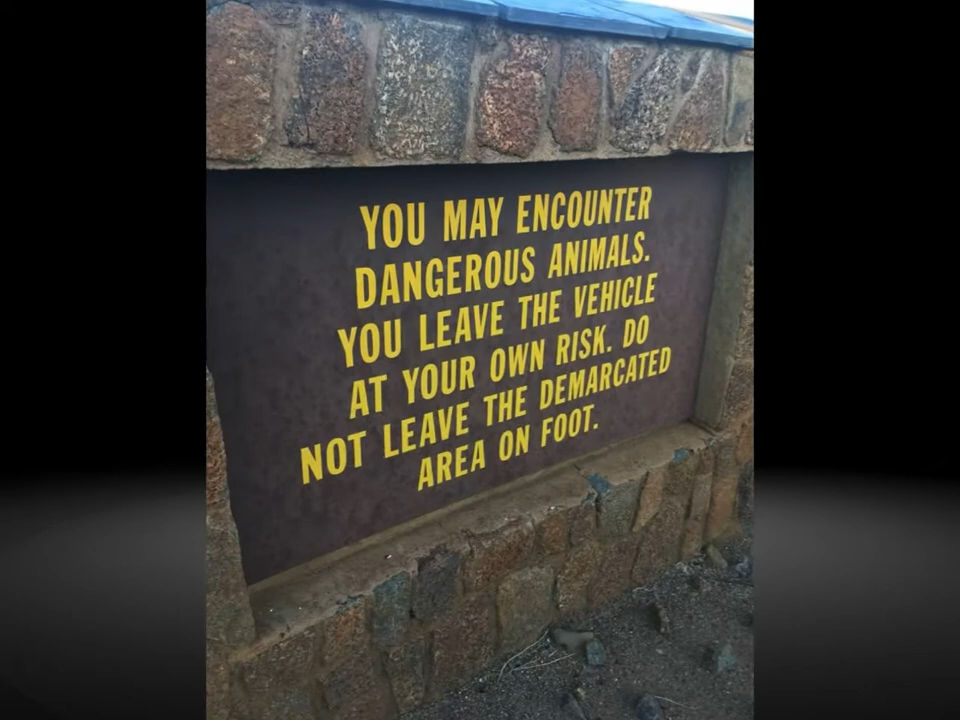 YOU MAY ENCOUNTER
DANGEROUS ANIMALS.
YOU LEAVE THE VEHICLE
AT YOUR OWN RISK. DO
NOT LEAVE THE DEMARCATED
AREA ON FOOT.